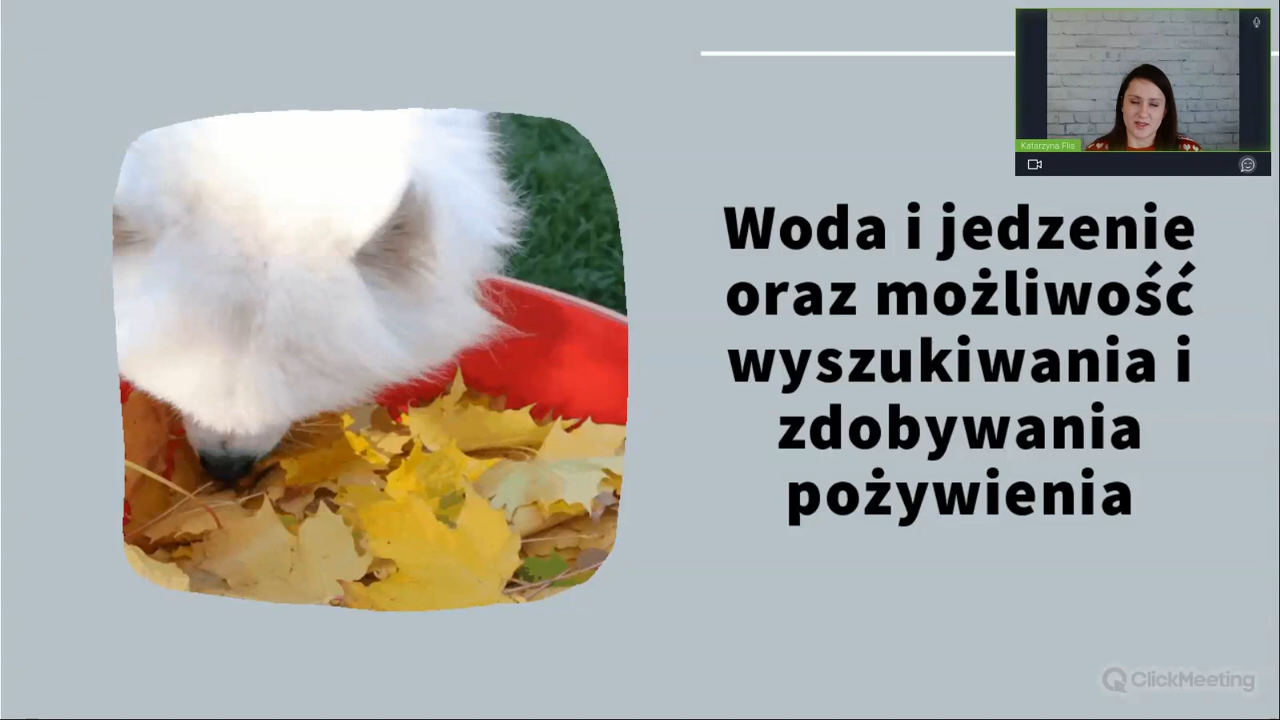 Katarzyna Flis
Woda i jedzenie
oraz możliwość
wyszukiwania i
zdobywania
pożywienia
ClickMeeting